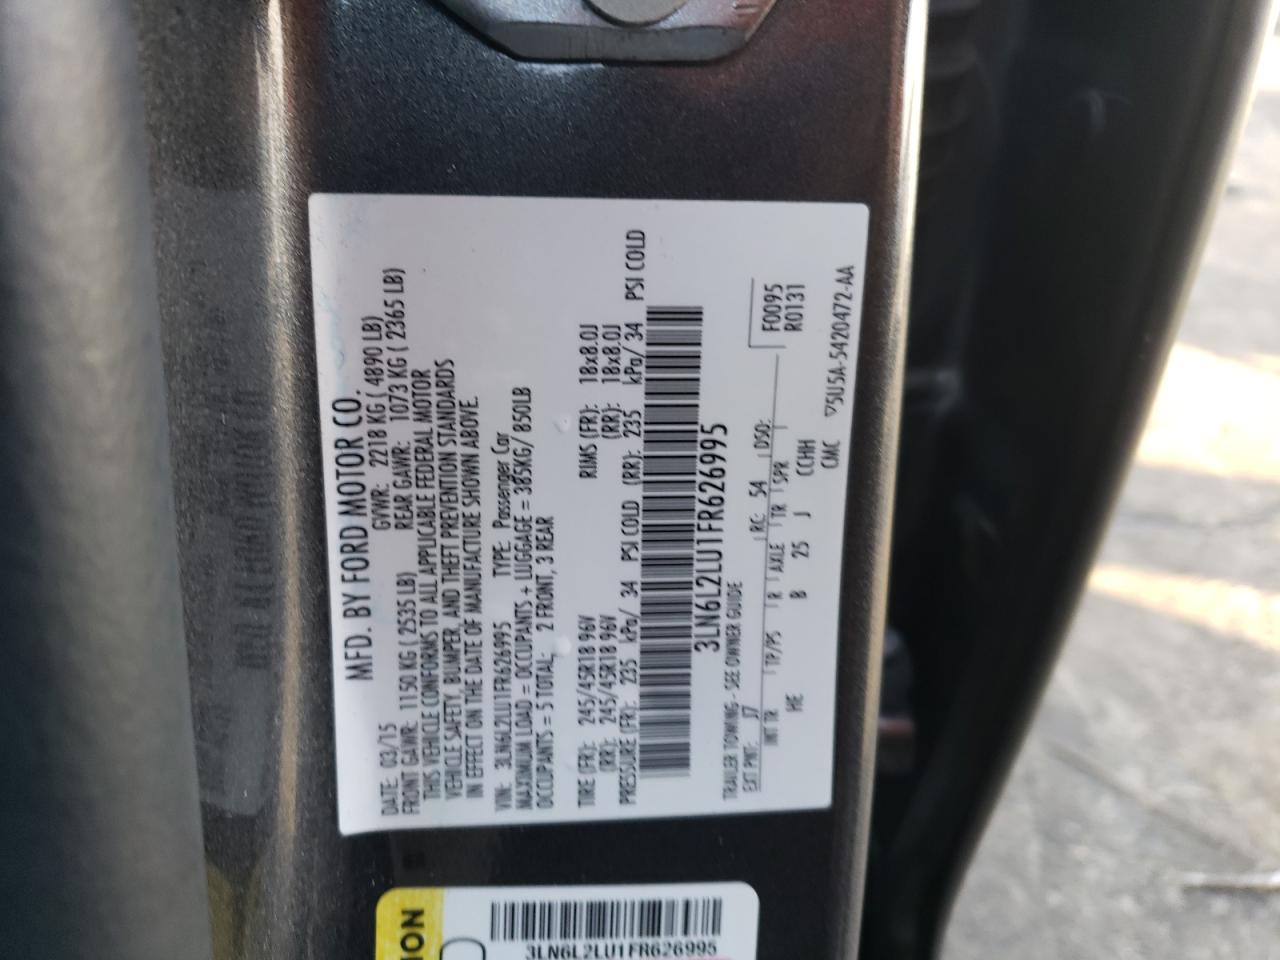 MFD. BY FORD MOTOR CO.
03/15 GVWR: 2218 KG ( 4890 LB)
FRONT GAWR: 1150 KG ( 2535 LB) REAR GAWR: 1073 KG ( 2365 LB)
THIS VEHICLE CONFORMS TO ALL APPLICABLE FEDERAL MOTOR
VEHICLE SAFETY, BUMPER, AND THEFT PREVENTION STANDARDS
IN EFFECT ON THE DATE OF MANUFACTURE SHOWN ABOVE.
VIN: 3LN6L2LU1FR626995 TYPE: Passenger Car
MAXIMUM LOAD = OCCUPANTS + LUGGAGE = 385KG/ 850LB
OCCUPANTS = 5 TOTAL: 2 FRONT, 3 REAR
TIRE (FR): 245/45R18 96V RIMS (FR): 18x8.0J
(RR): 245/45R18 96V (RR): 18x8.0J
PRESSURE (FR): 235 kPa/ 34 PSI COLD (RR): 235 kPa/ 34 PSI COLD
3LN6L2LU1FR626995
TRAILER TOWING - SEE OWNER GUIDE
EXT PNT: J7 RC: 54 DSO: F0095
INT TR TP/PS R AXLE TR SPR R0131
HE B 25 J CCHH
CMC ▽5U5A-5420472-AA
3LN6L2LU1FR626995